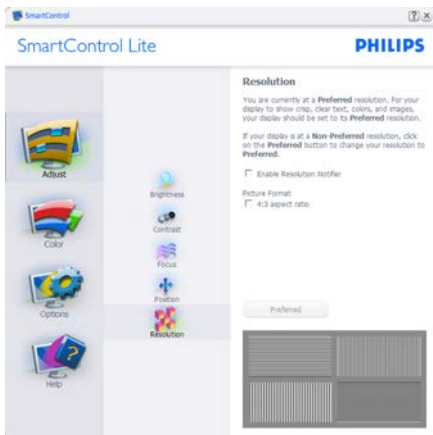 SmartControl
SmartControl Lite
PHILIPS
Adjust
Color
Options
Help
Brightness
Contrast
Focus
Position
Resolution
Resolution
You are currently at a Preferred resolution. For your
display to show crisp, clear text, colors, and images,
your display should be set to its Preferred resolution.
If your display is at a Non-Preferred resolution, click
on the Preferred button to change your resolution to
Preferred.
Enable Resolution Notifier
Picture Format
4:3 aspect ratio
Preferred